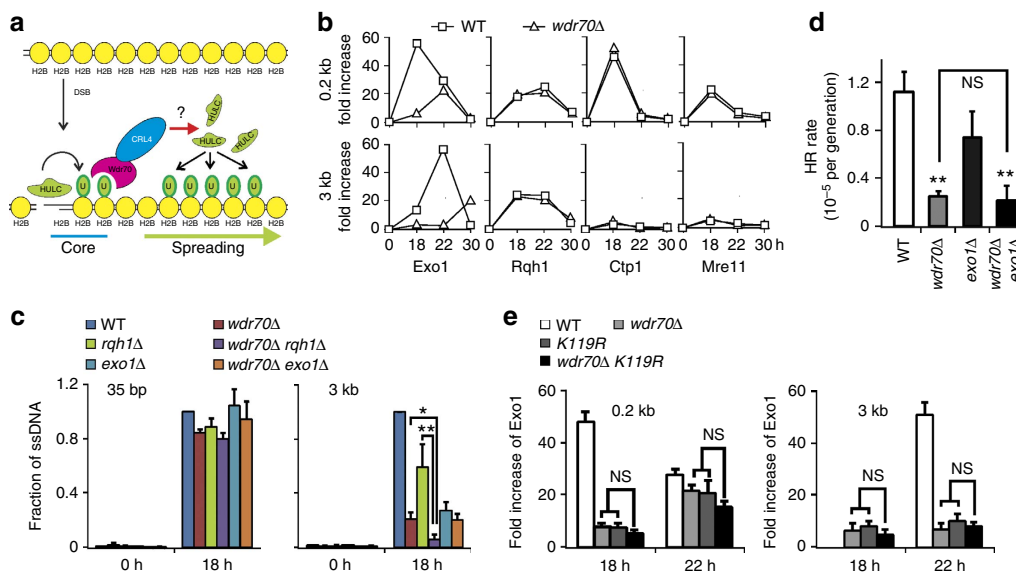 a
H2B H2B H2B H2B H2B H2B H2B H2B H2B H2B H2B
DSB
?
HULC
CRL4
HULC
HULC
Wdr70
HULC
U U U U U U U
H2B H2B H2B H2B H2B H2B H2B H2B H2B H2B H2B
Core Spreading
b
WT wdr70Δ
0.2 kb
fold increase
60
40
20
0
3 kb
fold increase
60
40
20
0
0 18 22 30 0 18 22 30 0 18 22 30 0 18 22 30 h
Exo1 Rqh1 Ctp1 Mre11
d
HR rate
(10⁻⁵ per generation)
1.2
0.8
0.4
0
NS
** **
WT wdr70Δ exo1Δ wdr70Δ exo1Δ
c
WT wdr70Δ
rqh1Δ wdr70Δ rqh1Δ
exo1Δ wdr70Δ exo1Δ
Fraction of ssDNA
1.2
0.8
0.4
0
35 bp 3 kb
*
**
0 h 18 h 0 h 18 h
e
WT wdr70Δ
K119R
wdr70Δ K119R
Fold increase of Exo1
60
40
20
0
0.2 kb
NS NS
18 h 22 h
Fold increase of Exo1
60
40
20
0
3 kb
NS NS
18 h 22 h